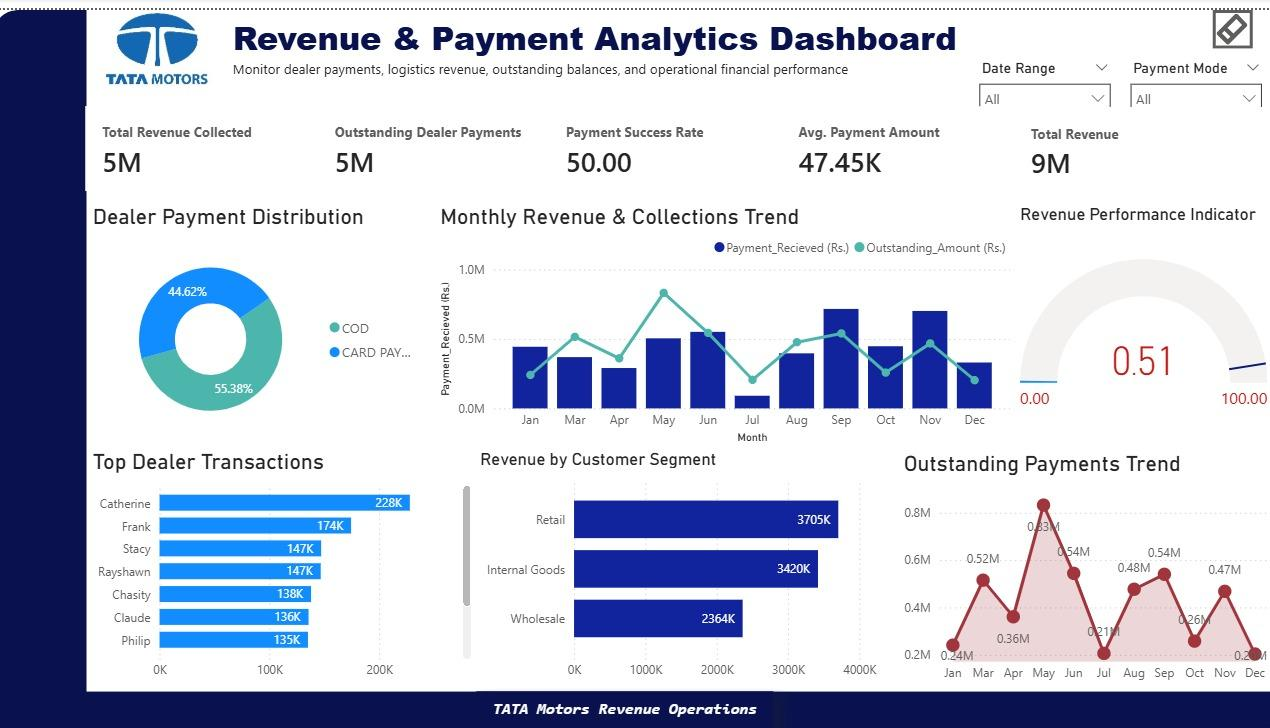 TATA MOTORS
Revenue & Payment Analytics Dashboard
Monitor dealer payments, logistics revenue, outstanding balances, and operational financial performance
Date Range
Payment Mode
All
All
Total Revenue Collected
5M
Outstanding Dealer Payments
5M
Payment Success Rate
50.00
Avg. Payment Amount
47.45K
Total Revenue
9M
Dealer Payment Distribution
44.62%
55.38%
COD
CARD PAY...
Monthly Revenue & Collections Trend
Payment_Recieved (Rs.)
Outstanding_Amount (Rs.)
Payment_Recieved (Rs.)
1.0M
0.5M
0.0M
Jan Mar Apr May Jun Jul Aug Sep Oct Nov Dec
Month
Revenue Performance Indicator
0.51
0.00
100.00
Top Dealer Transactions
Catherine 228K
Frank 174K
Stacy 147K
Rayshawn 147K
Chasity 138K
Claude 136K
Philip 135K
0K 100K 200K
Revenue by Customer Segment
Retail 3705K
Internal Goods 3420K
Wholesale 2364K
0K 1000K 2000K 3000K 4000K
Outstanding Payments Trend
0.8M
0.6M
0.4M
0.2M
0.24M
0.52M
0.36M
0.83M
0.54M
0.21M
0.48M
0.54M
0.26M
0.47M
Jan Mar Apr May Jun Jul Aug Sep Oct Nov Dec
TATA Motors Revenue Operations